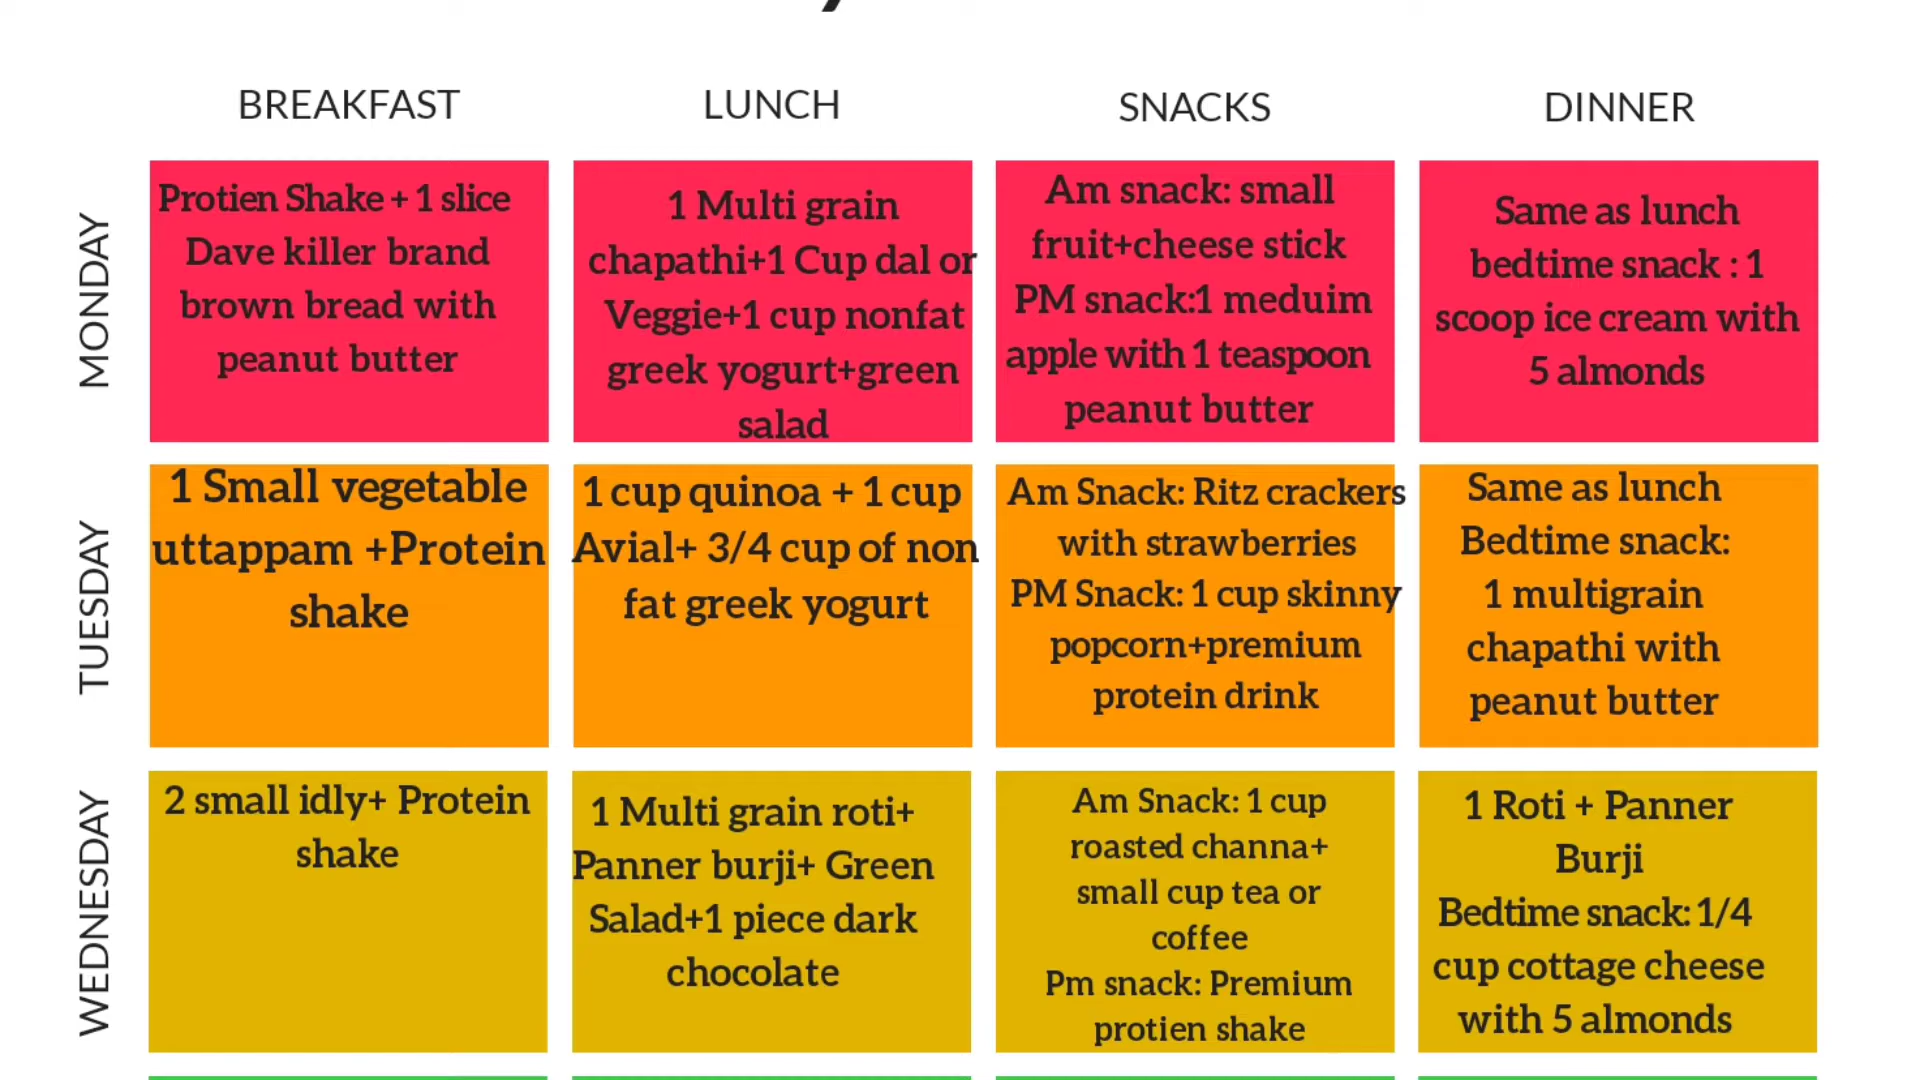 BREAKFAST
LUNCH
SNACKS
DINNER
MONDAY
Protien Shake + 1 slice
Dave killer brand
brown bread with
peanut butter
1 Multi grain
chapathi+1 Cup dal or
Veggie+1 cup nonfat
greek yogurt+green
salad
Am snack: small
fruit+cheese stick
PM snack:1 meduim
apple with 1 teaspoon
peanut butter
Same as lunch
bedtime snack : 1
scoop ice cream with
5 almonds
TUESDAY
1 Small vegetable
uttappam +Protein
shake
1 cup quinoa + 1 cup
Avial+ 3/4 cup of non
fat greek yogurt
Am Snack: Ritz crackers
with strawberries
PM Snack: 1 cup skinny
popcorn+premium
protein drink
Same as lunch
Bedtime snack:
1 multigrain
chapathi with
peanut butter
WEDNESDAY
2 small idly+ Protein
shake
1 Multi grain roti+
Panner burji+ Green
Salad+1 piece dark
chocolate
Am Snack: 1 cup
roasted channa+
small cup tea or
coffee
Pm snack: Premium
protien shake
1 Roti + Panner
Burji
Bedtime snack: 1/4
cup cottage cheese
with 5 almonds